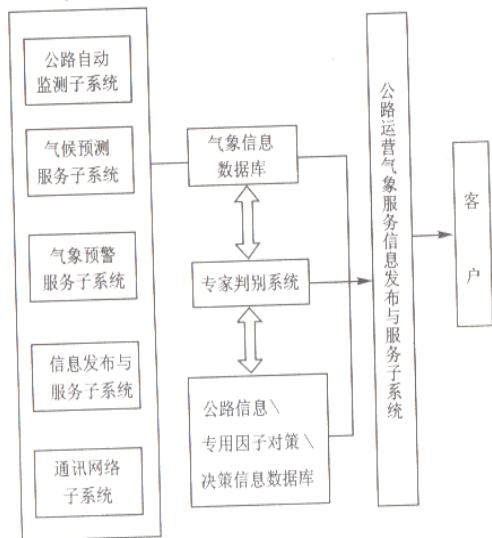 公路自动
监测子系统
气候预测
服务子系统
气象预警
服务子系统
信息发布与
服务子系统
通讯网络
子系统
气象信息
数据库
专家判别系统
公路信息\
专用因子对策\
决策信息数据库
公路运营气象服务信息发布与服务子系统
客户